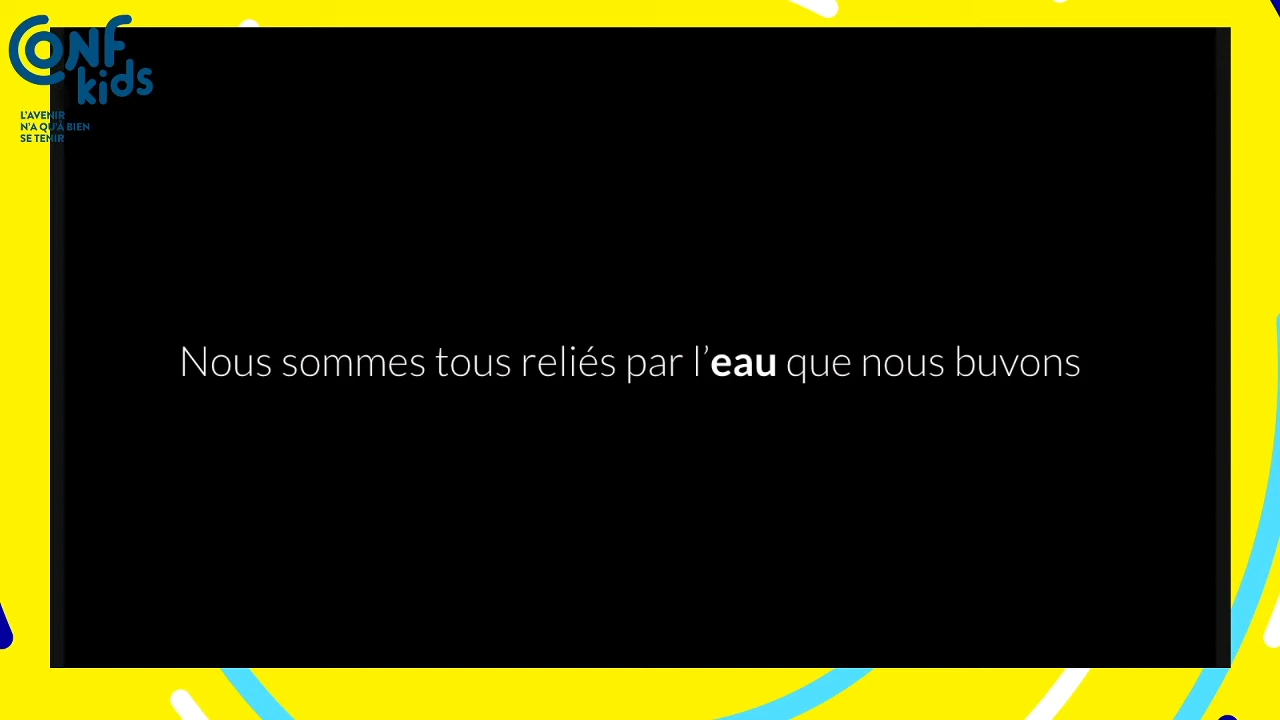 CONF
kids
L'AVENIR
N'A QU'À BIEN
SE TENIR
Nous sommes tous reliés par l’eau que nous buvons